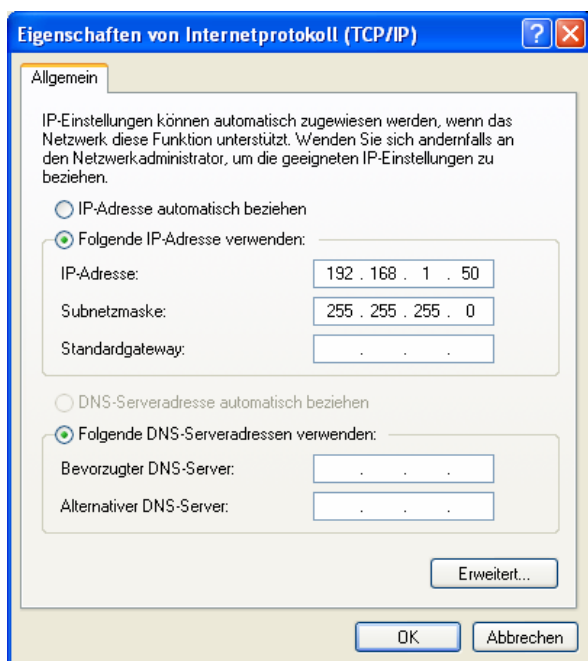 Eigenschaften von Internetprotokoll (TCP/IP)
Allgemein
IP-Einstellungen können automatisch zugewiesen werden, wenn das
Netzwerk diese Funktion unterstützt. Wenden Sie sich andernfalls an
den Netzwerkadministrator, um die geeigneten IP-Einstellungen zu
beziehen.
IP-Adresse automatisch beziehen
Folgende IP-Adresse verwenden:
IP-Adresse: 192 . 168 . 1 . 50
Subnetzmaske: 255 . 255 . 255 . 0
Standardgateway: . . .
DNS-Serveradresse automatisch beziehen
Folgende DNS-Serveradressen verwenden:
Bevorzugter DNS-Server: . . .
Alternativer DNS-Server: . . .
Erweitert...
OK Abbrechen